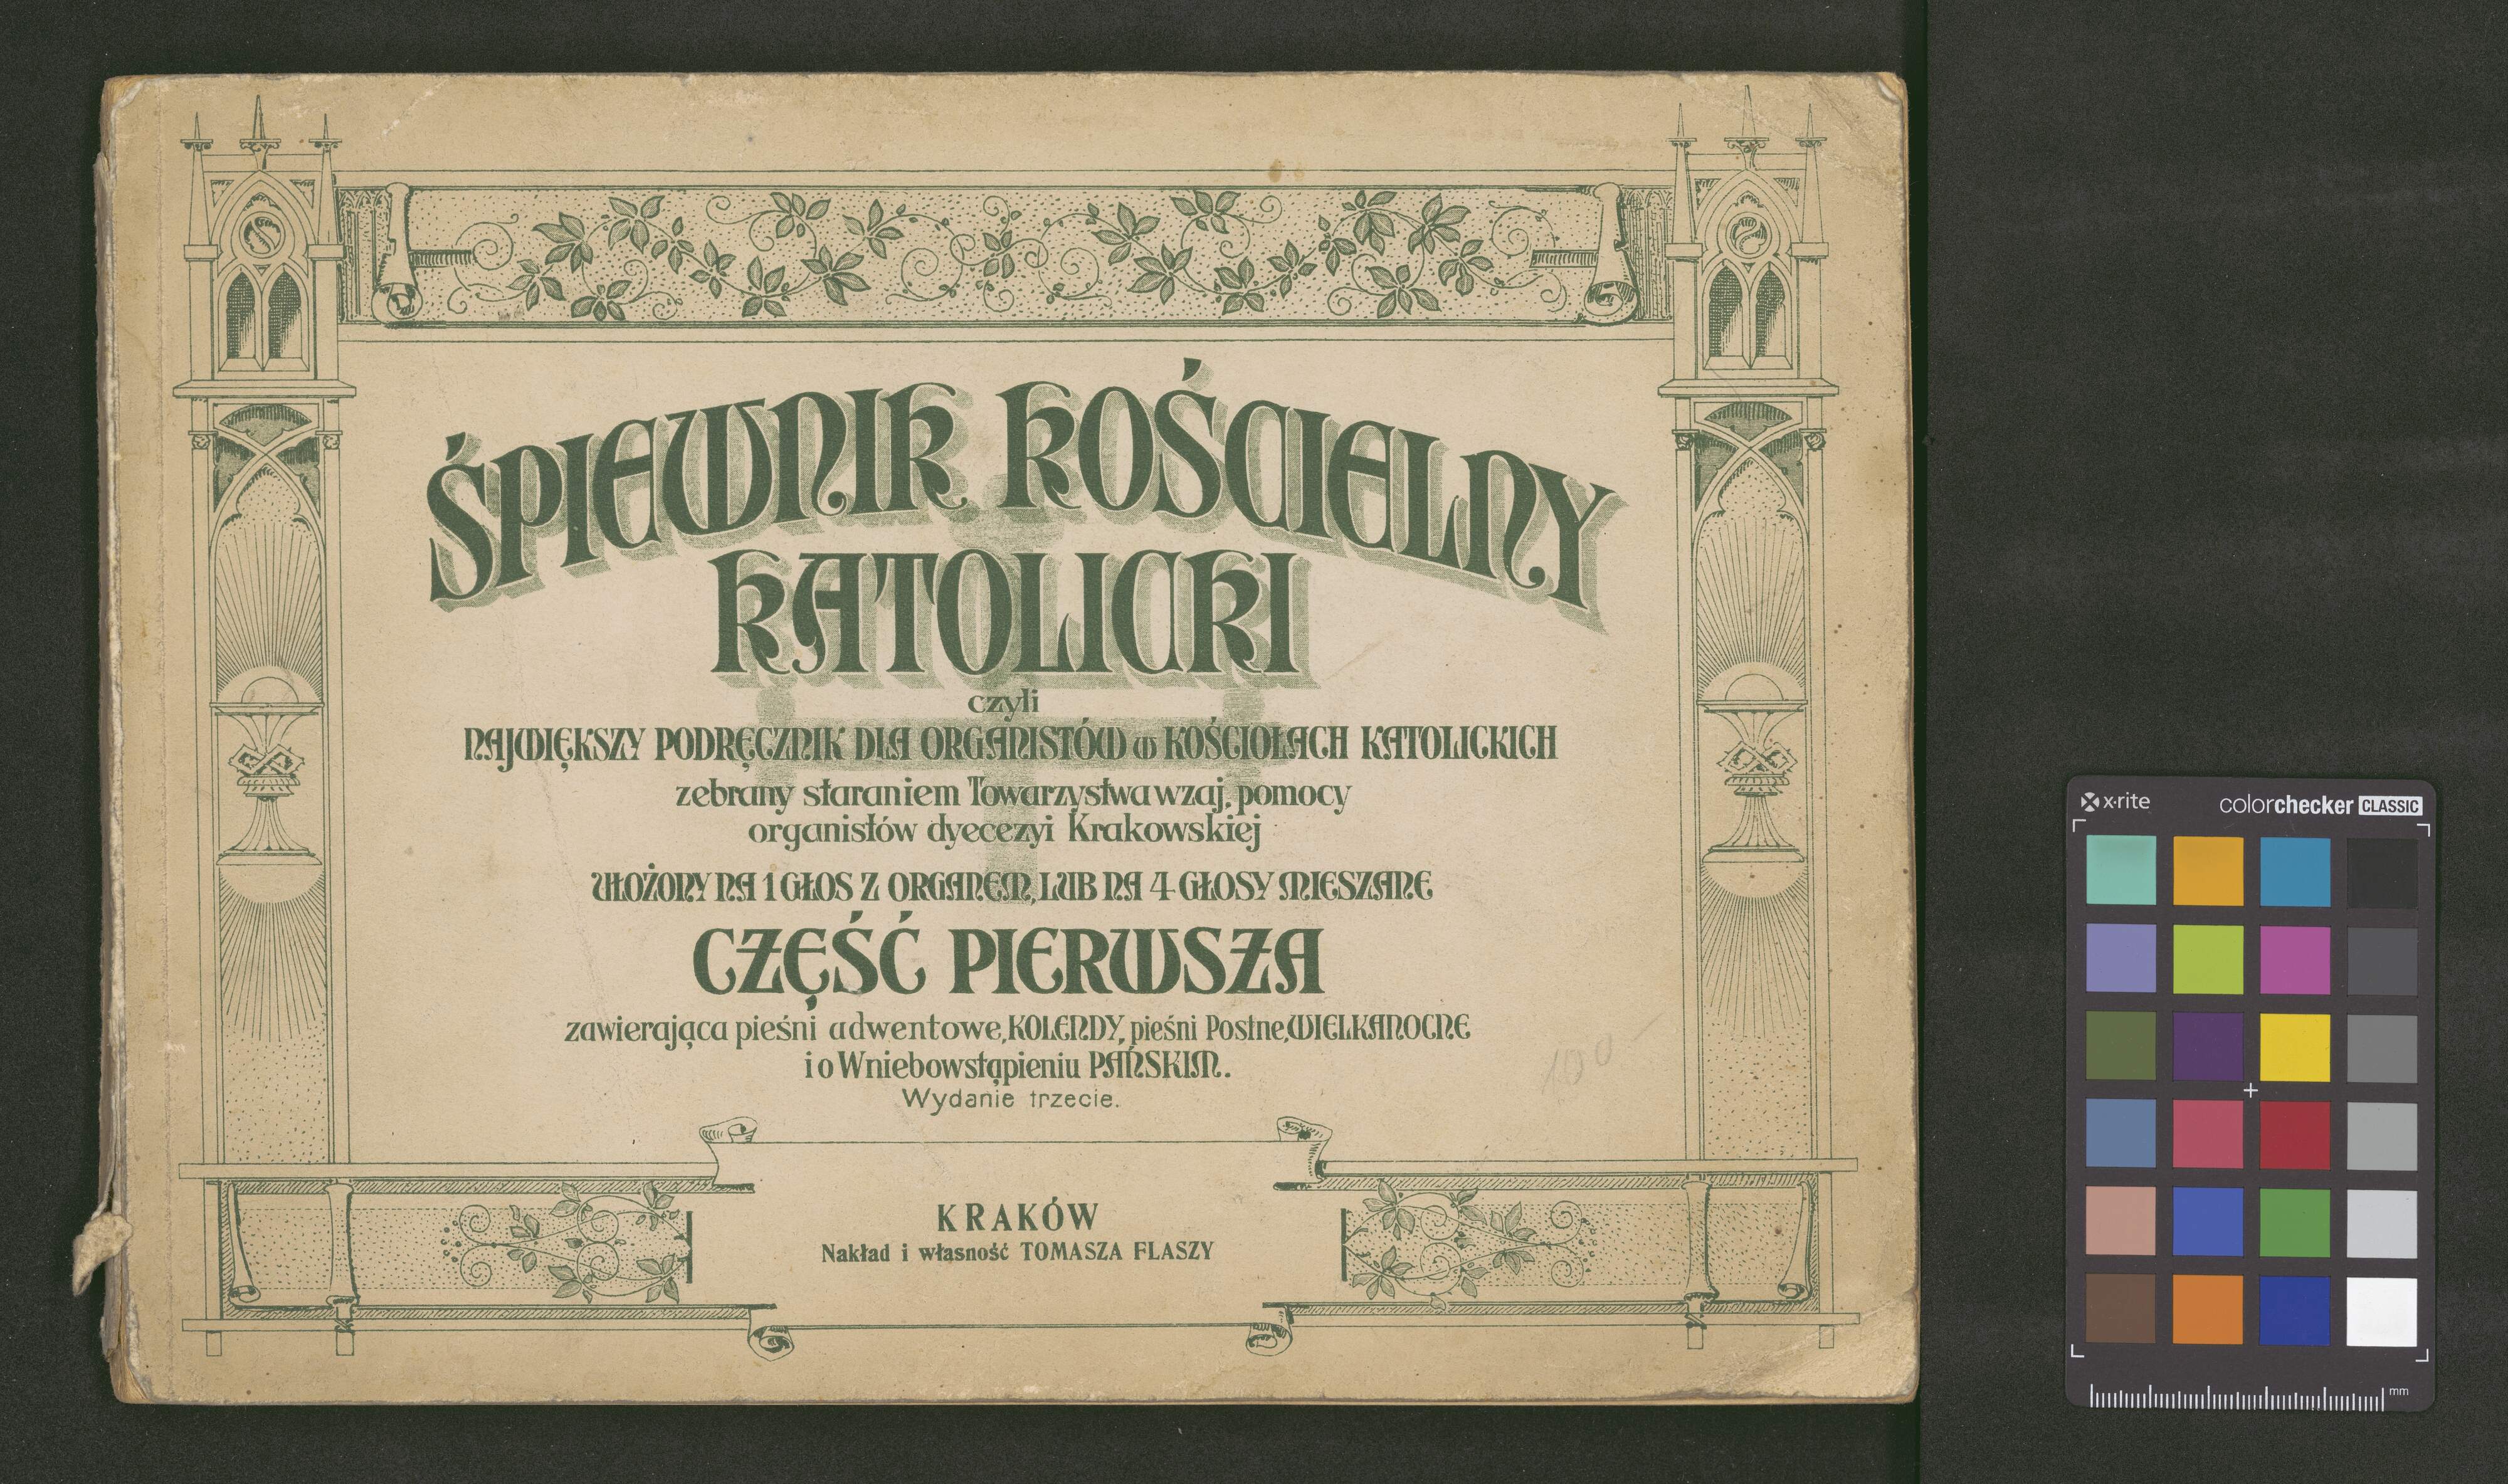 ŚPIEWNIK KOŚCIELNY
KATOLICKI
czyli
NAJWIĘKSZY PODRĘCZNIK DLA ORGANISTÓW w KOŚCIOŁACH KATOLICKICH
zebrany staraniem Towarzystwa wzaj. pomocy
organistów dyecezyi Krakowskiej
UŁOŻONY NA 1 GŁOS Z ORGANEM, LUB NA 4 GŁOSY MIESZANE
CZĘŚĆ PIERWSZA
zawierająca pieśni adwentowe, KOLENDY, pieśni Postne, WIELKANOCNE
i o Wniebowstąpieniu PAŃSKIM.
Wydanie trzecie.
100 -
KRAKÓW
Nakład i własność TOMASZA FLASZY
x-rite colorchecker CLASSIC
mm